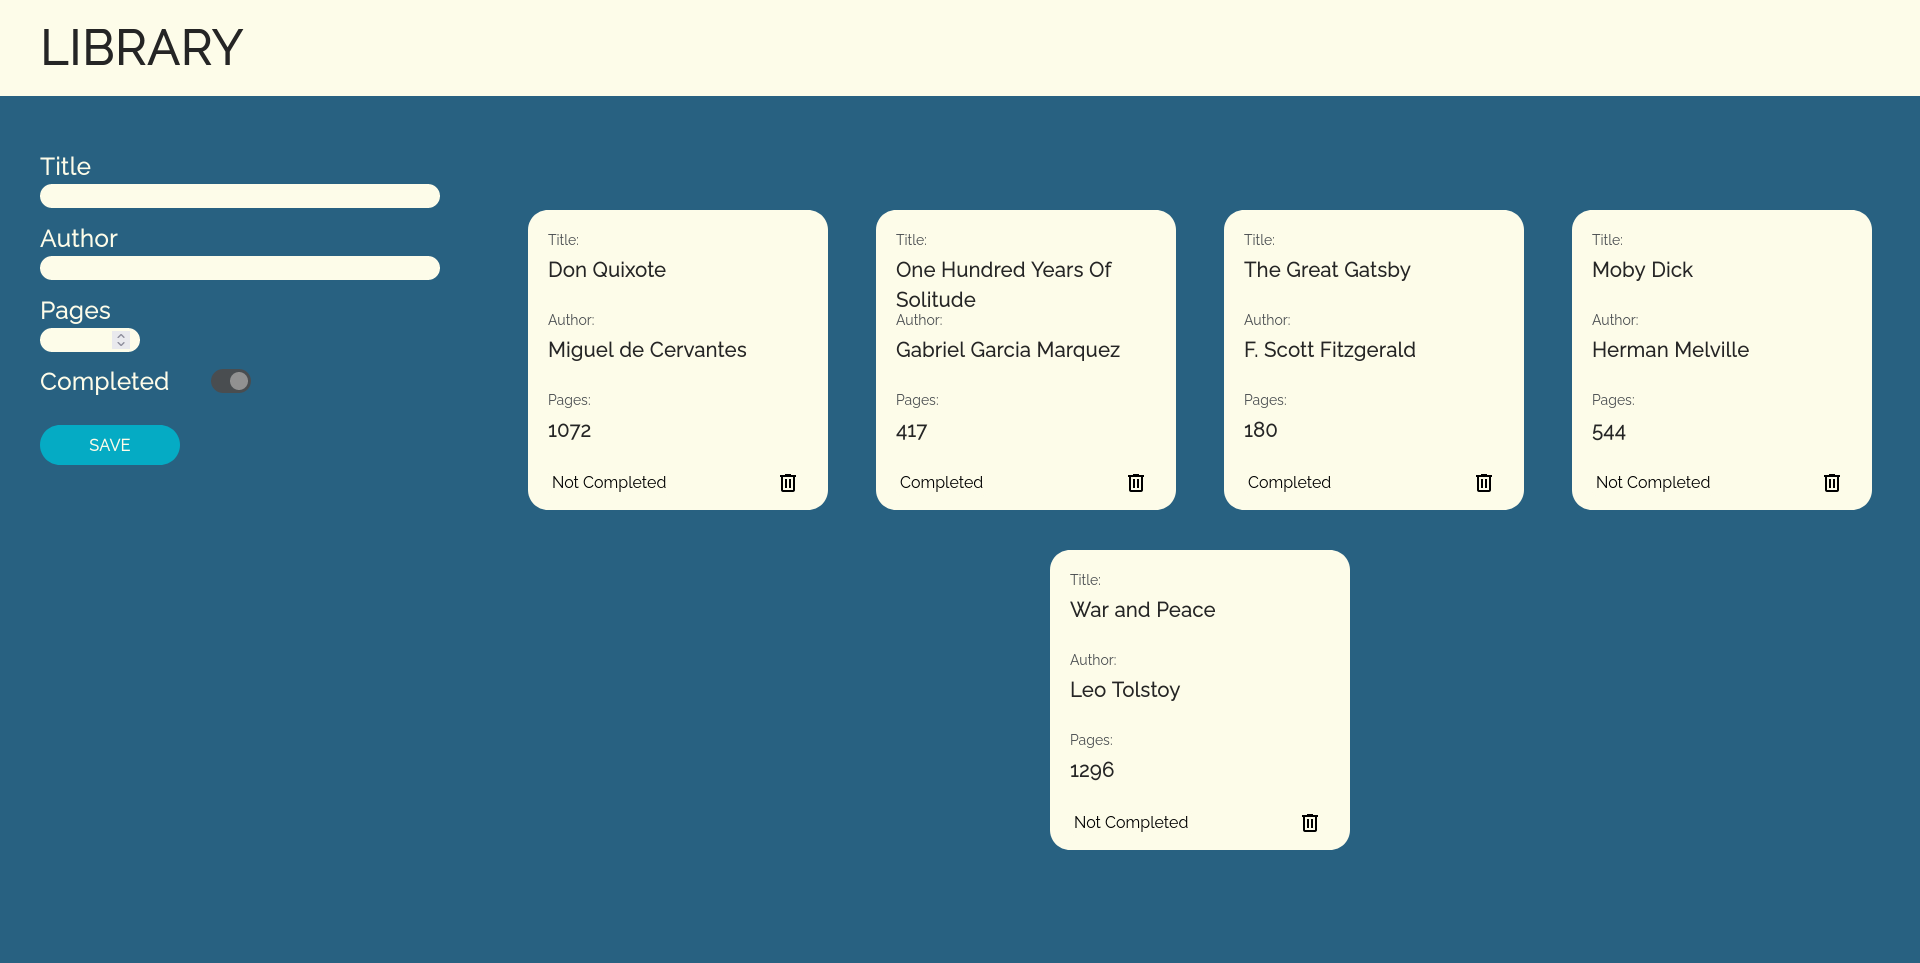 LIBRARY
Title
Author
Pages
Completed
SAVE
Title:
Don Quixote
Author:
Miguel de Cervantes
Pages:
1072
Not Completed
Title:
One Hundred Years Of
Solitude
Author:
Gabriel Garcia Marquez
Pages:
417
Completed
Title:
The Great Gatsby
Author:
F. Scott Fitzgerald
Pages:
180
Completed
Title:
Moby Dick
Author:
Herman Melville
Pages:
544
Not Completed
Title:
War and Peace
Author:
Leo Tolstoy
Pages:
1296
Not Completed